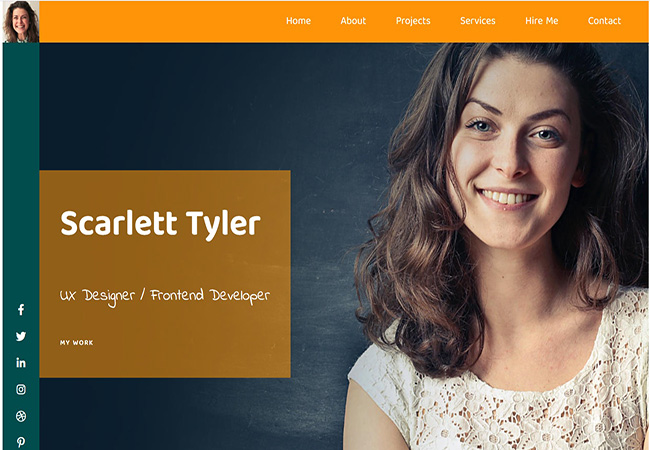 Home About Projects Services Hire Me Contact
Scarlett Tyler
UX Designer / Frontend Developer
MY WORK